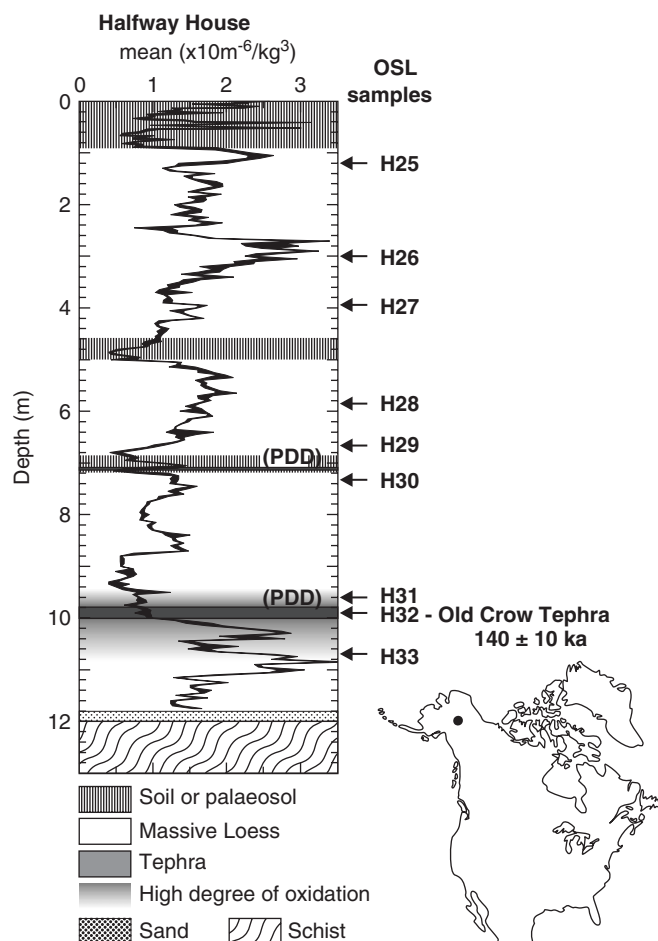 Halfway House
mean (x10m⁻⁶/kg³)
0 1 2 3
OSL
samples
0
H25
2
H26
H27
4
Depth (m)
H28
6
H29
(PDD)
H30
8
(PDD)
H31
H32 - Old Crow Tephra
140 ± 10 ka
10
H33
12
Soil or palaeosol
Massive Loess
Tephra
High degree of oxidation
Sand Schist